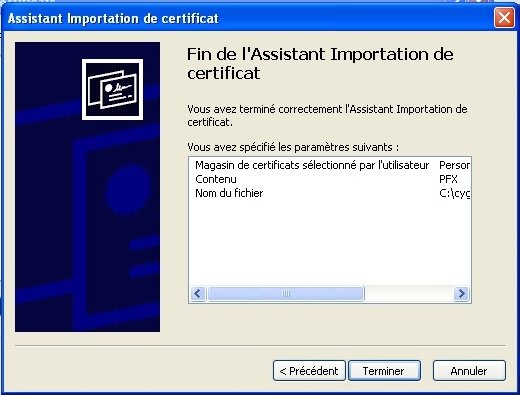 Assistant Importation de certificat
Fin de l'Assistant Importation de
certificat
Vous avez terminé correctement l'Assistant Importation de
certificat.
Vous avez spécifié les paramètres suivants :
Magasin de certificats sélectionné par l'utilisateur Person
Contenu PFX
Nom du fichier C:\cyg
< Précédent Terminer Annuler